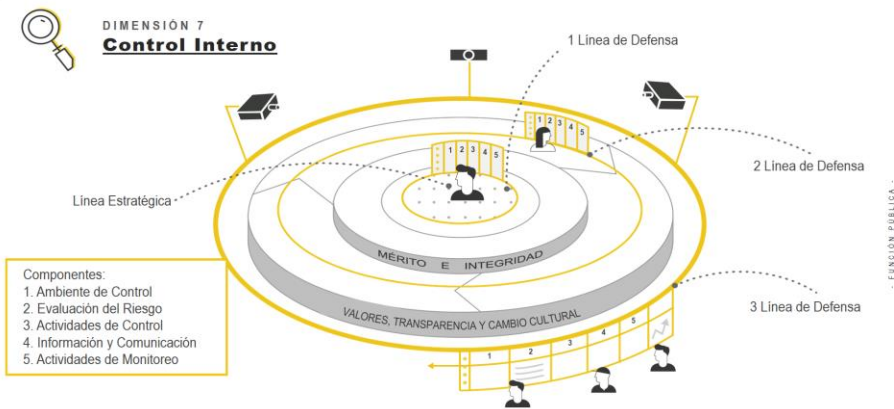 DIMENSIÓN 7
Control Interno
1 Línea de Defensa
1 2 3 4 5
1 2 3 4 5
2 Línea de Defensa
Línea Estratégica
MÉRITO E INTEGRIDAD
VALORES, TRANSPARENCIA Y CAMBIO CULTURAL
3 Línea de Defensa
Componentes:
1. Ambiente de Control
2. Evaluación del Riesgo
3. Actividades de Control
4. Información y Comunicación
5. Actividades de Monitoreo
1 2 3 4 5
- FUNCIÓN PÚBLICA -